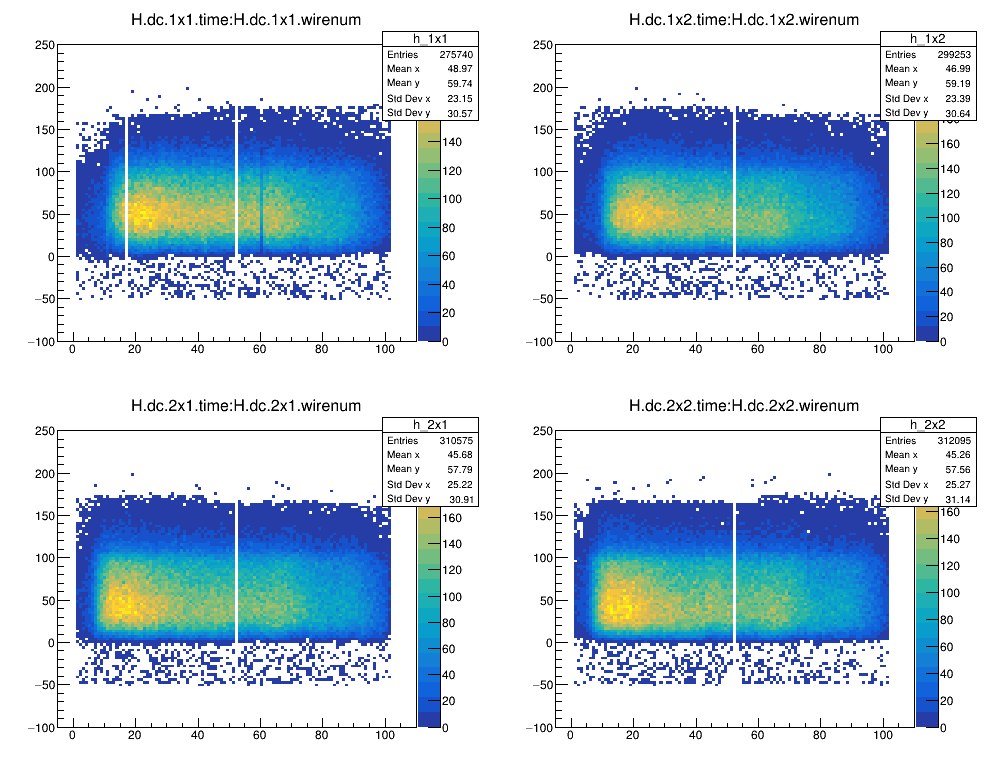 H.dc.1x1.time:H.dc.1x1.wirenum
h_1x1
Entries 275740
Mean x 48.97
Mean y 59.74
Std Dev x 23.15
Std Dev y 30.57
250
200
150
100
50
0
−50
−100
0 20 40 60 80 100
140
120
100
80
60
40
20
0
H.dc.1x2.time:H.dc.1x2.wirenum
h_1x2
Entries 299253
Mean x 46.99
Mean y 59.19
Std Dev x 23.39
Std Dev y 30.64
250
200
150
100
50
0
−50
−100
0 20 40 60 80 100
160
140
120
100
80
60
40
20
0
H.dc.2x1.time:H.dc.2x1.wirenum
h_2x1
Entries 310575
Mean x 45.68
Mean y 57.79
Std Dev x 25.22
Std Dev y 30.91
250
200
150
100
50
0
−50
−100
0 20 40 60 80 100
160
140
120
100
80
60
40
20
0
H.dc.2x2.time:H.dc.2x2.wirenum
h_2x2
Entries 312095
Mean x 45.26
Mean y 57.56
Std Dev x 25.27
Std Dev y 31.14
250
200
150
100
50
0
−50
−100
0 20 40 60 80 100
160
140
120
100
80
60
40
20
0